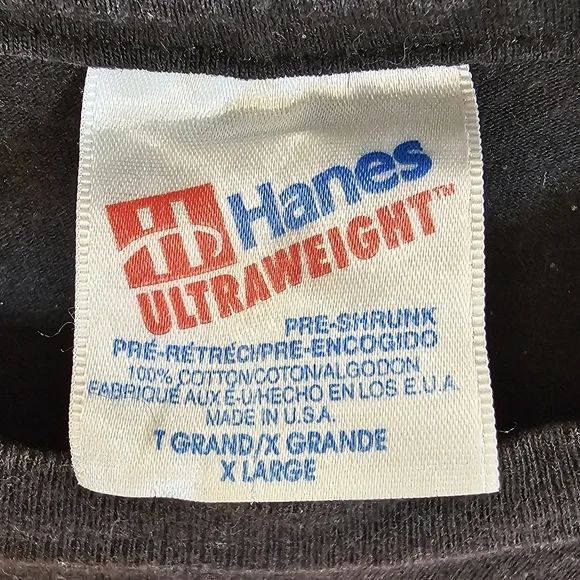 H Hanes
ULTRAWEIGHT™
PRE-SHRUNK
PRÉ-RÉTRÉCI/PRE-ENCOGIDO
100% COTTON/COTON/ALGODON
FABRIQUÉ AUX É-U/HECHO EN LOS E.U.A.
MADE IN U.S.A.
T GRAND/X GRANDE
X LARGE